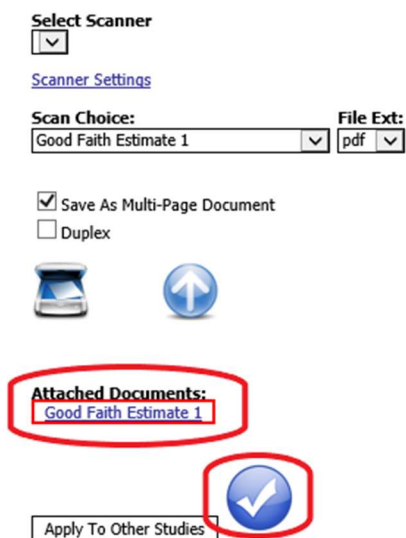 Select Scanner
Scanner Settings
Scan Choice: File Ext:
Good Faith Estimate 1 pdf
Save As Multi-Page Document
Duplex
Attached Documents:
Good Faith Estimate 1
Apply To Other Studies